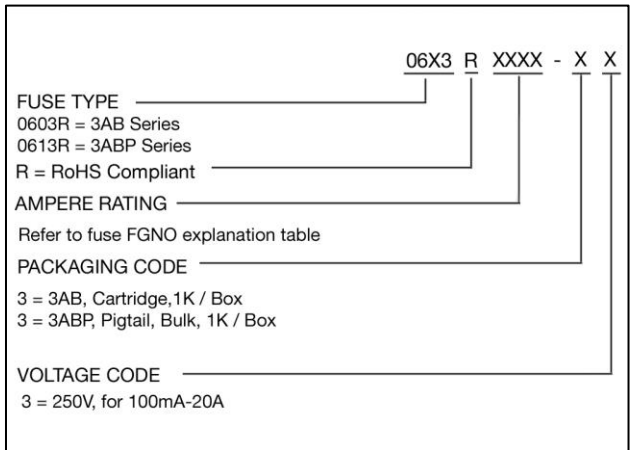 06X3 R XXXX - X X
FUSE TYPE
0603R = 3AB Series
0613R = 3ABP Series
R = RoHS Compliant
AMPERE RATING
Refer to fuse FGNO explanation table
PACKAGING CODE
3 = 3AB, Cartridge,1K / Box
3 = 3ABP, Pigtail, Bulk, 1K / Box
VOLTAGE CODE
3 = 250V, for 100mA-20A